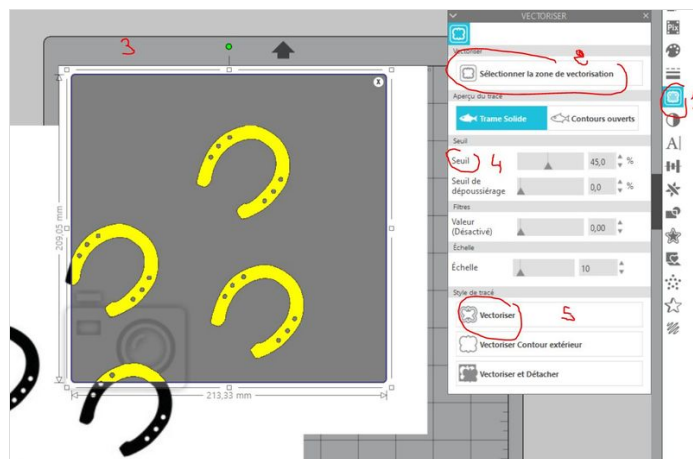 VECTORISER
Vectoriser
Sélectionner la zone de vectorisation
Aperçu du tracé
Trame Solide
Contours ouverts
Seuil
Seuil 45,0 %
Seuil de dépoussiérage 0,0 %
Filtres
Valeur (Désactivé) 0,00
Échelle
Échelle 10
Style de tracé
Vectoriser
Vectoriser Contour extérieur
Vectoriser et Détacher
3
4
5
209,05 mm
213,33 mm
X
PIX
A